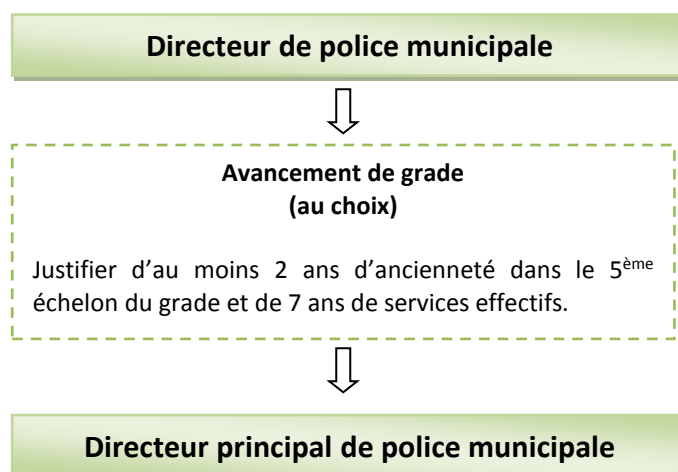 Directeur de police municipale
Avancement de grade
(au choix)
Justifier d’au moins 2 ans d’ancienneté dans le 5ème
échelon du grade et de 7 ans de services effectifs.
Directeur principal de police municipale